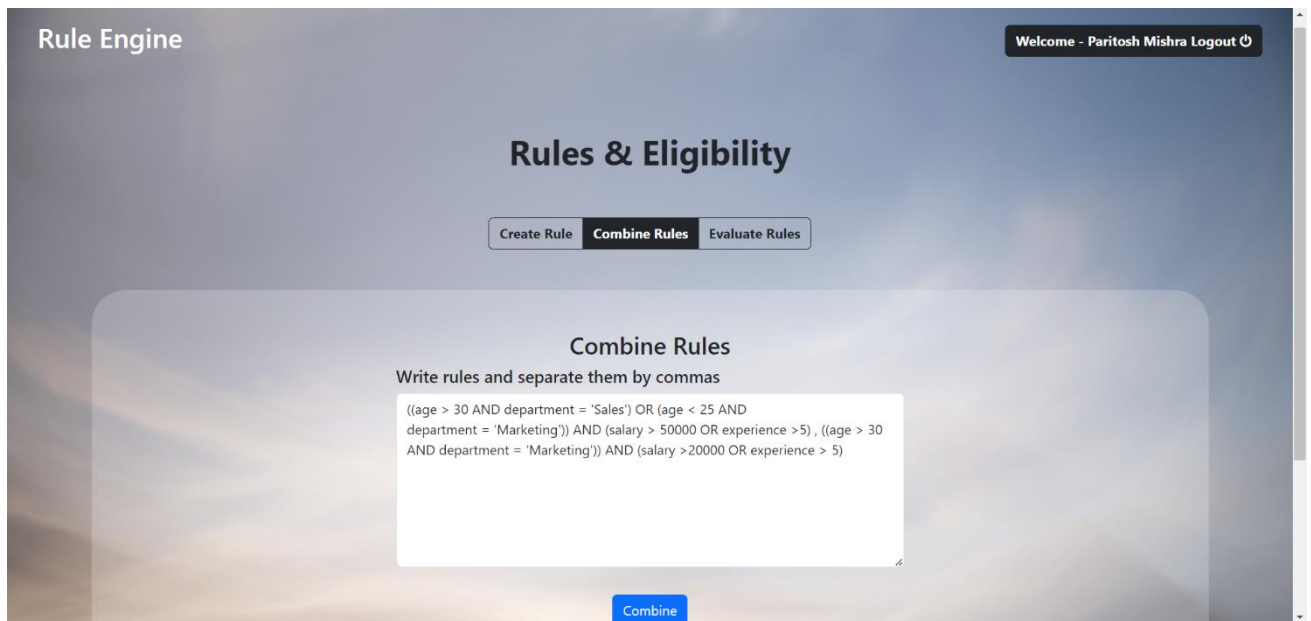 Rule Engine
Welcome - Paritosh Mishra Logout
Rules & Eligibility
Create Rule Combine Rules Evaluate Rules
Combine Rules
Write rules and separate them by commas
((age > 30 AND department = 'Sales') OR (age < 25 AND
department = 'Marketing')) AND (salary > 50000 OR experience >5) , ((age > 30
AND department = 'Marketing')) AND (salary >20000 OR experience > 5)
Combine